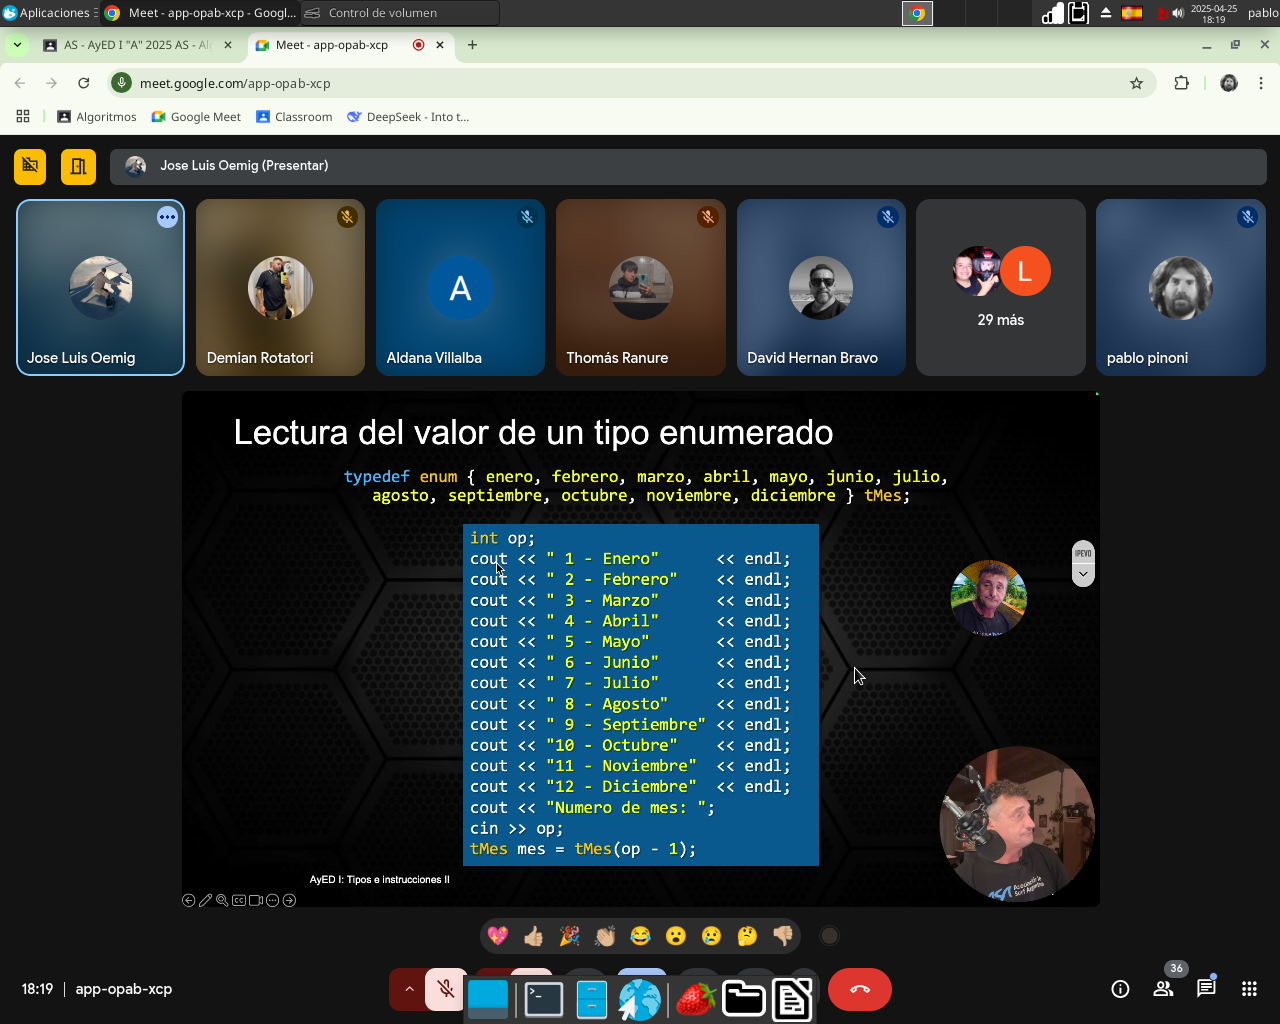 Aplicaciones
Meet - app-opab-xcp - Googl...
Control de volumen
2025-04-25
18:19
pablo
AS - AyED I "A" 2025 AS - Al
Meet - app-opab-xcp
meet.google.com/app-opab-xcp
Algoritmos
Google Meet
Classroom
DeepSeek - Into t...
Jose Luis Oemig (Presentar)
A
L
29 más
Jose Luis Oemig
Demian Rotatori
Aldana Villalba
Thomás Ranure
David Hernan Bravo
pablo pinoni
Lectura del valor de un tipo enumerado
typedef enum { enero, febrero, marzo, abril, mayo, junio, julio,
agosto, septiembre, octubre, noviembre, diciembre } tMes;
int op;
cout << " 1 - Enero"      << endl;
cout << " 2 - Febrero"    << endl;
cout << " 3 - Marzo"      << endl;
cout << " 4 - Abril"      << endl;
cout << " 5 - Mayo"       << endl;
cout << " 6 - Junio"      << endl;
cout << " 7 - Julio"      << endl;
cout << " 8 - Agosto"     << endl;
cout << " 9 - Septiembre" << endl;
cout << "10 - Octubre"    << endl;
cout << "11 - Noviembre"  << endl;
cout << "12 - Diciembre"  << endl;
cout << "Numero de mes: ";
cin >> op;
tMes mes = tMes(op - 1);
IPEVO
AyED I: Tipos e instrucciones II
18:19 | app-opab-xcp
36